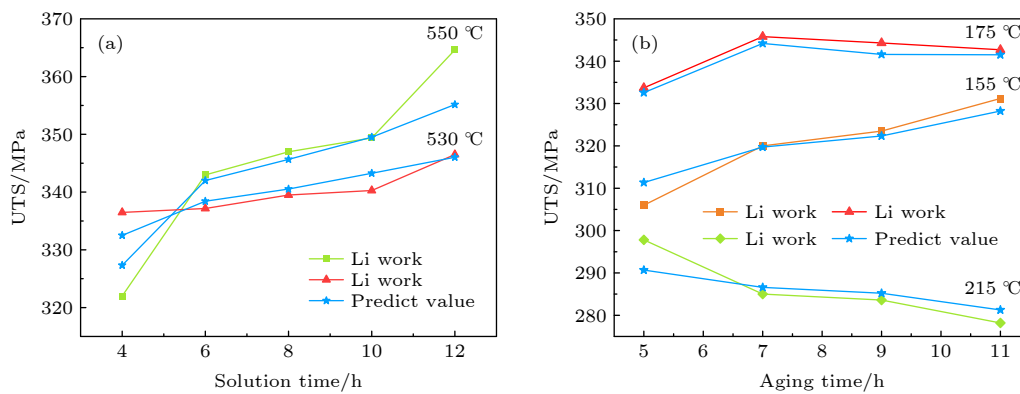 (a)
UTS/MPa
370
360
350
340
330
320
550 ℃
530 ℃
Li work
Li work
Predict value
4 6 8 10 12
Solution time/h
(b)
UTS/MPa
350
340
330
320
310
300
290
280
175 ℃
155 ℃
Li work Li work
Li work Predict value
215 ℃
5 6 7 8 9 10 11
Aging time/h